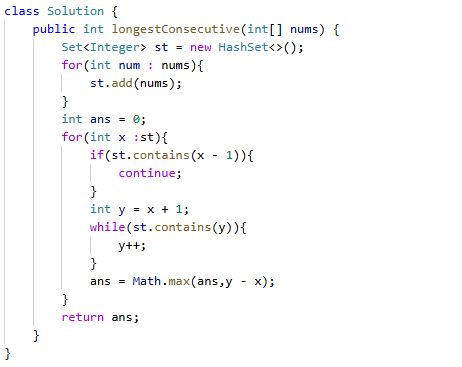 class Solution {
    public int longestConsecutive(int[] nums) {
        Set<Integer> st = new HashSet<>();
        for(int num : nums){
            st.add(nums);
        }
        int ans = 0;
        for(int x :st){
            if(st.contains(x - 1)){
                continue;
            }
            int y = x + 1;
            while(st.contains(y)){
                y++;
            }
            ans = Math.max(ans,y - x);
        }
        return ans;
    }
}